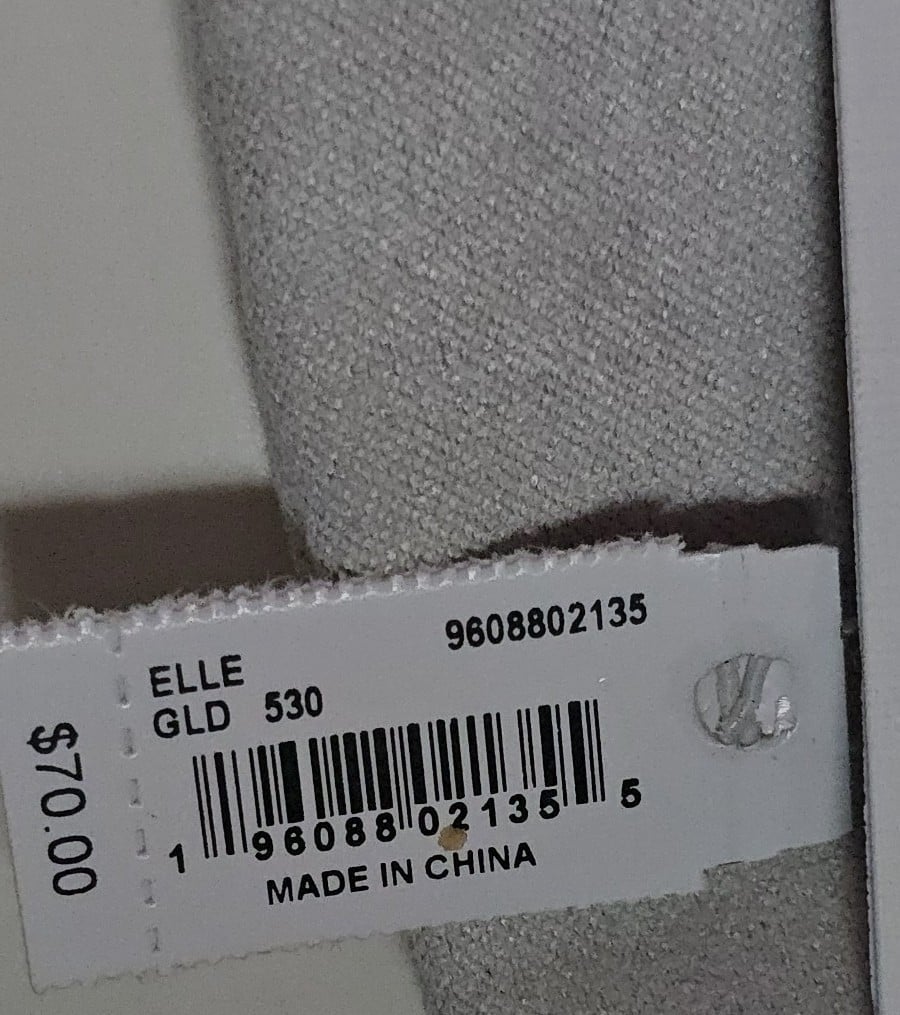 9608802135
ELLE
GLD 530
$70.00
1 96088 02135 5
MADE IN CHINA